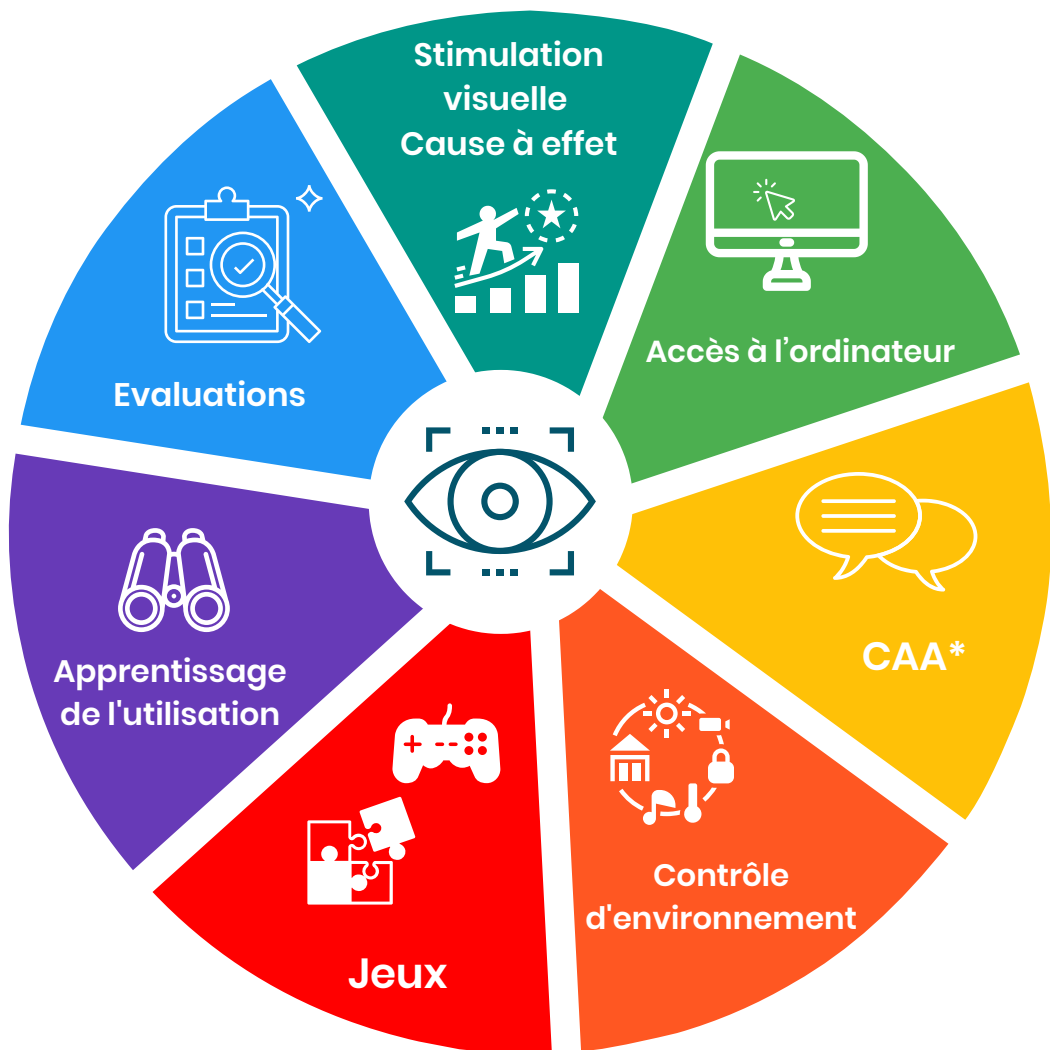 Stimulation
visuelle
Cause à effet
Accès à l'ordinateur
CAA*
Contrôle
d'environnement
Jeux
Apprentissage
de l'utilisation
Evaluations